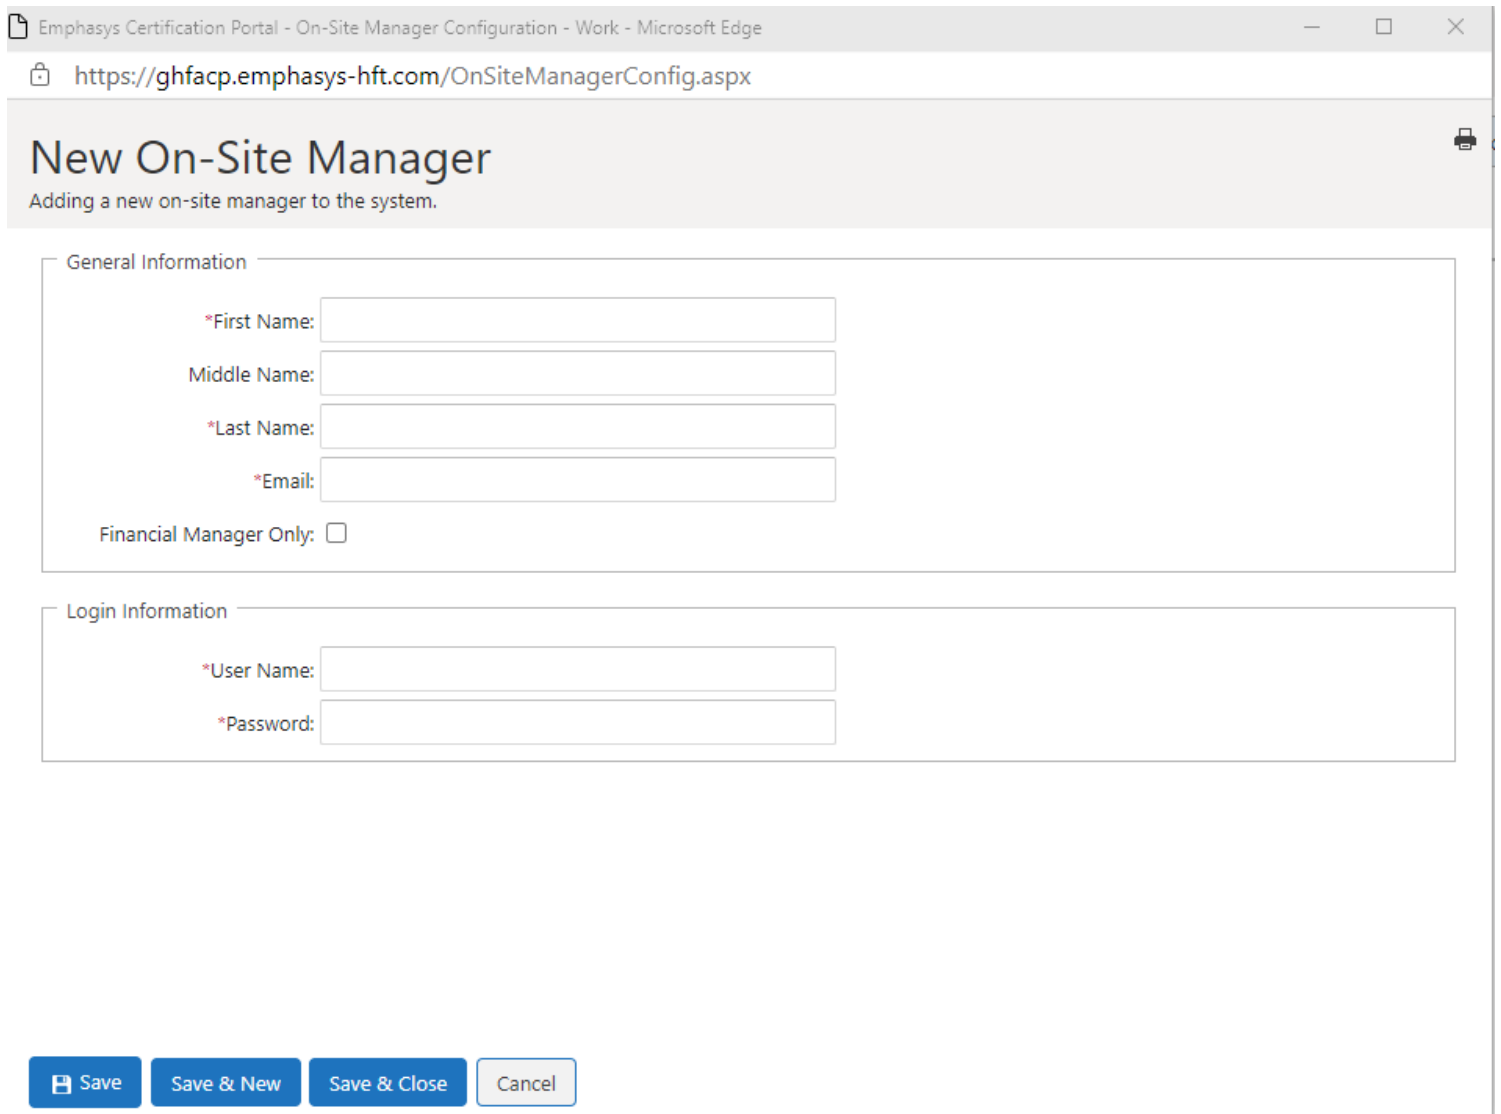 Emphasys Certification Portal - On-Site Manager Configuration - Work - Microsoft Edge
https://ghfacp.emphasys-hft.com/OnSiteManagerConfig.aspx
New On-Site Manager
Adding a new on-site manager to the system.
General Information
*First Name:
Middle Name:
*Last Name:
*Email:
Financial Manager Only:
Login Information
*User Name:
*Password:
Save Save & New Save & Close Cancel